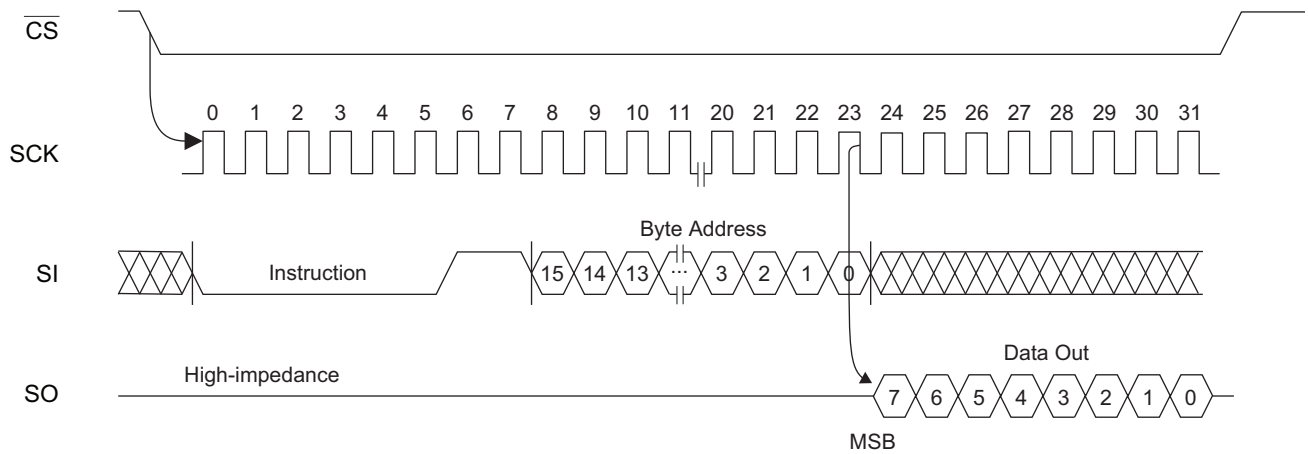 CS
0 1 2 3 4 5 6 7 8 9 10 11 20 21 22 23 24 25 26 27 28 29 30 31
SCK
Byte Address
SI Instruction 15 14 13 ... 3 2 1 0
Data Out
High-impedance
SO 7 6 5 4 3 2 1 0
MSB